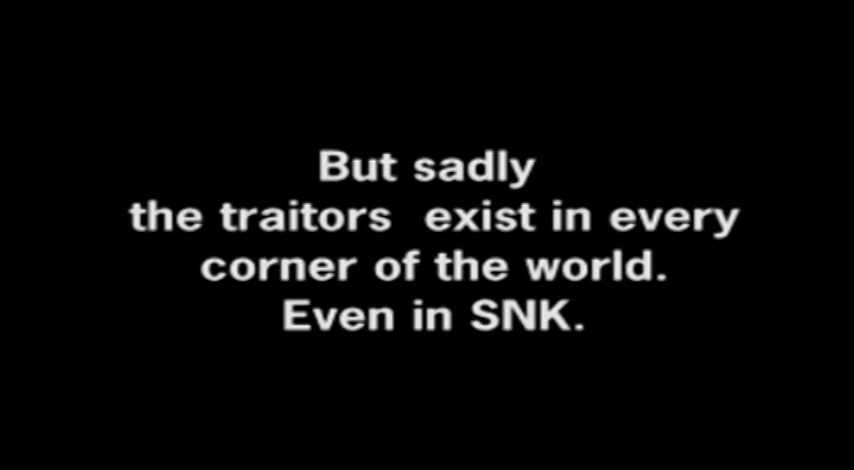 But sadly
the traitors  exist in every
corner of the world.
Even in SNK.